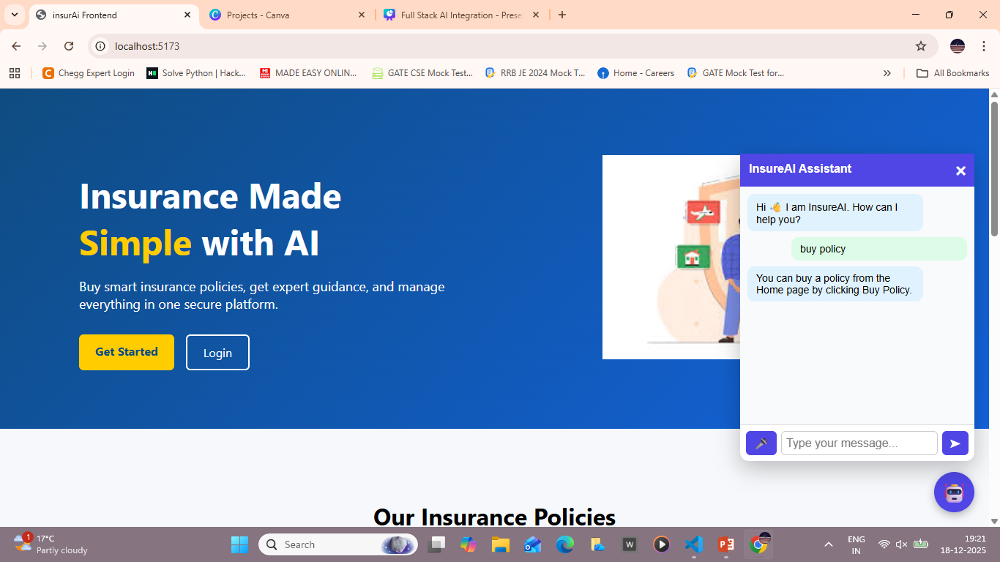 insurAi Frontend
Projects - Canva
Full Stack AI Integration - Prese
localhost:5173
Chegg Expert Login
Solve Python | Hack...
MADE EASY ONLIN...
GATE CSE Mock Test...
RRB JE 2024 Mock T...
Home - Careers
GATE Mock Test for...
All Bookmarks
Insurance Made
Simple with AI
Buy smart insurance policies, get expert guidance, and manage
everything in one secure platform.
Get Started
Login
InsureAI Assistant
Hi 👋 I am InsureAI. How can I
help you?
buy policy
You can buy a policy from the
Home page by clicking Buy Policy.
Type your message...
Our Insurance Policies
1
17°C
Partly cloudy
Search
W
ENG
IN
19:21
18-12-2025